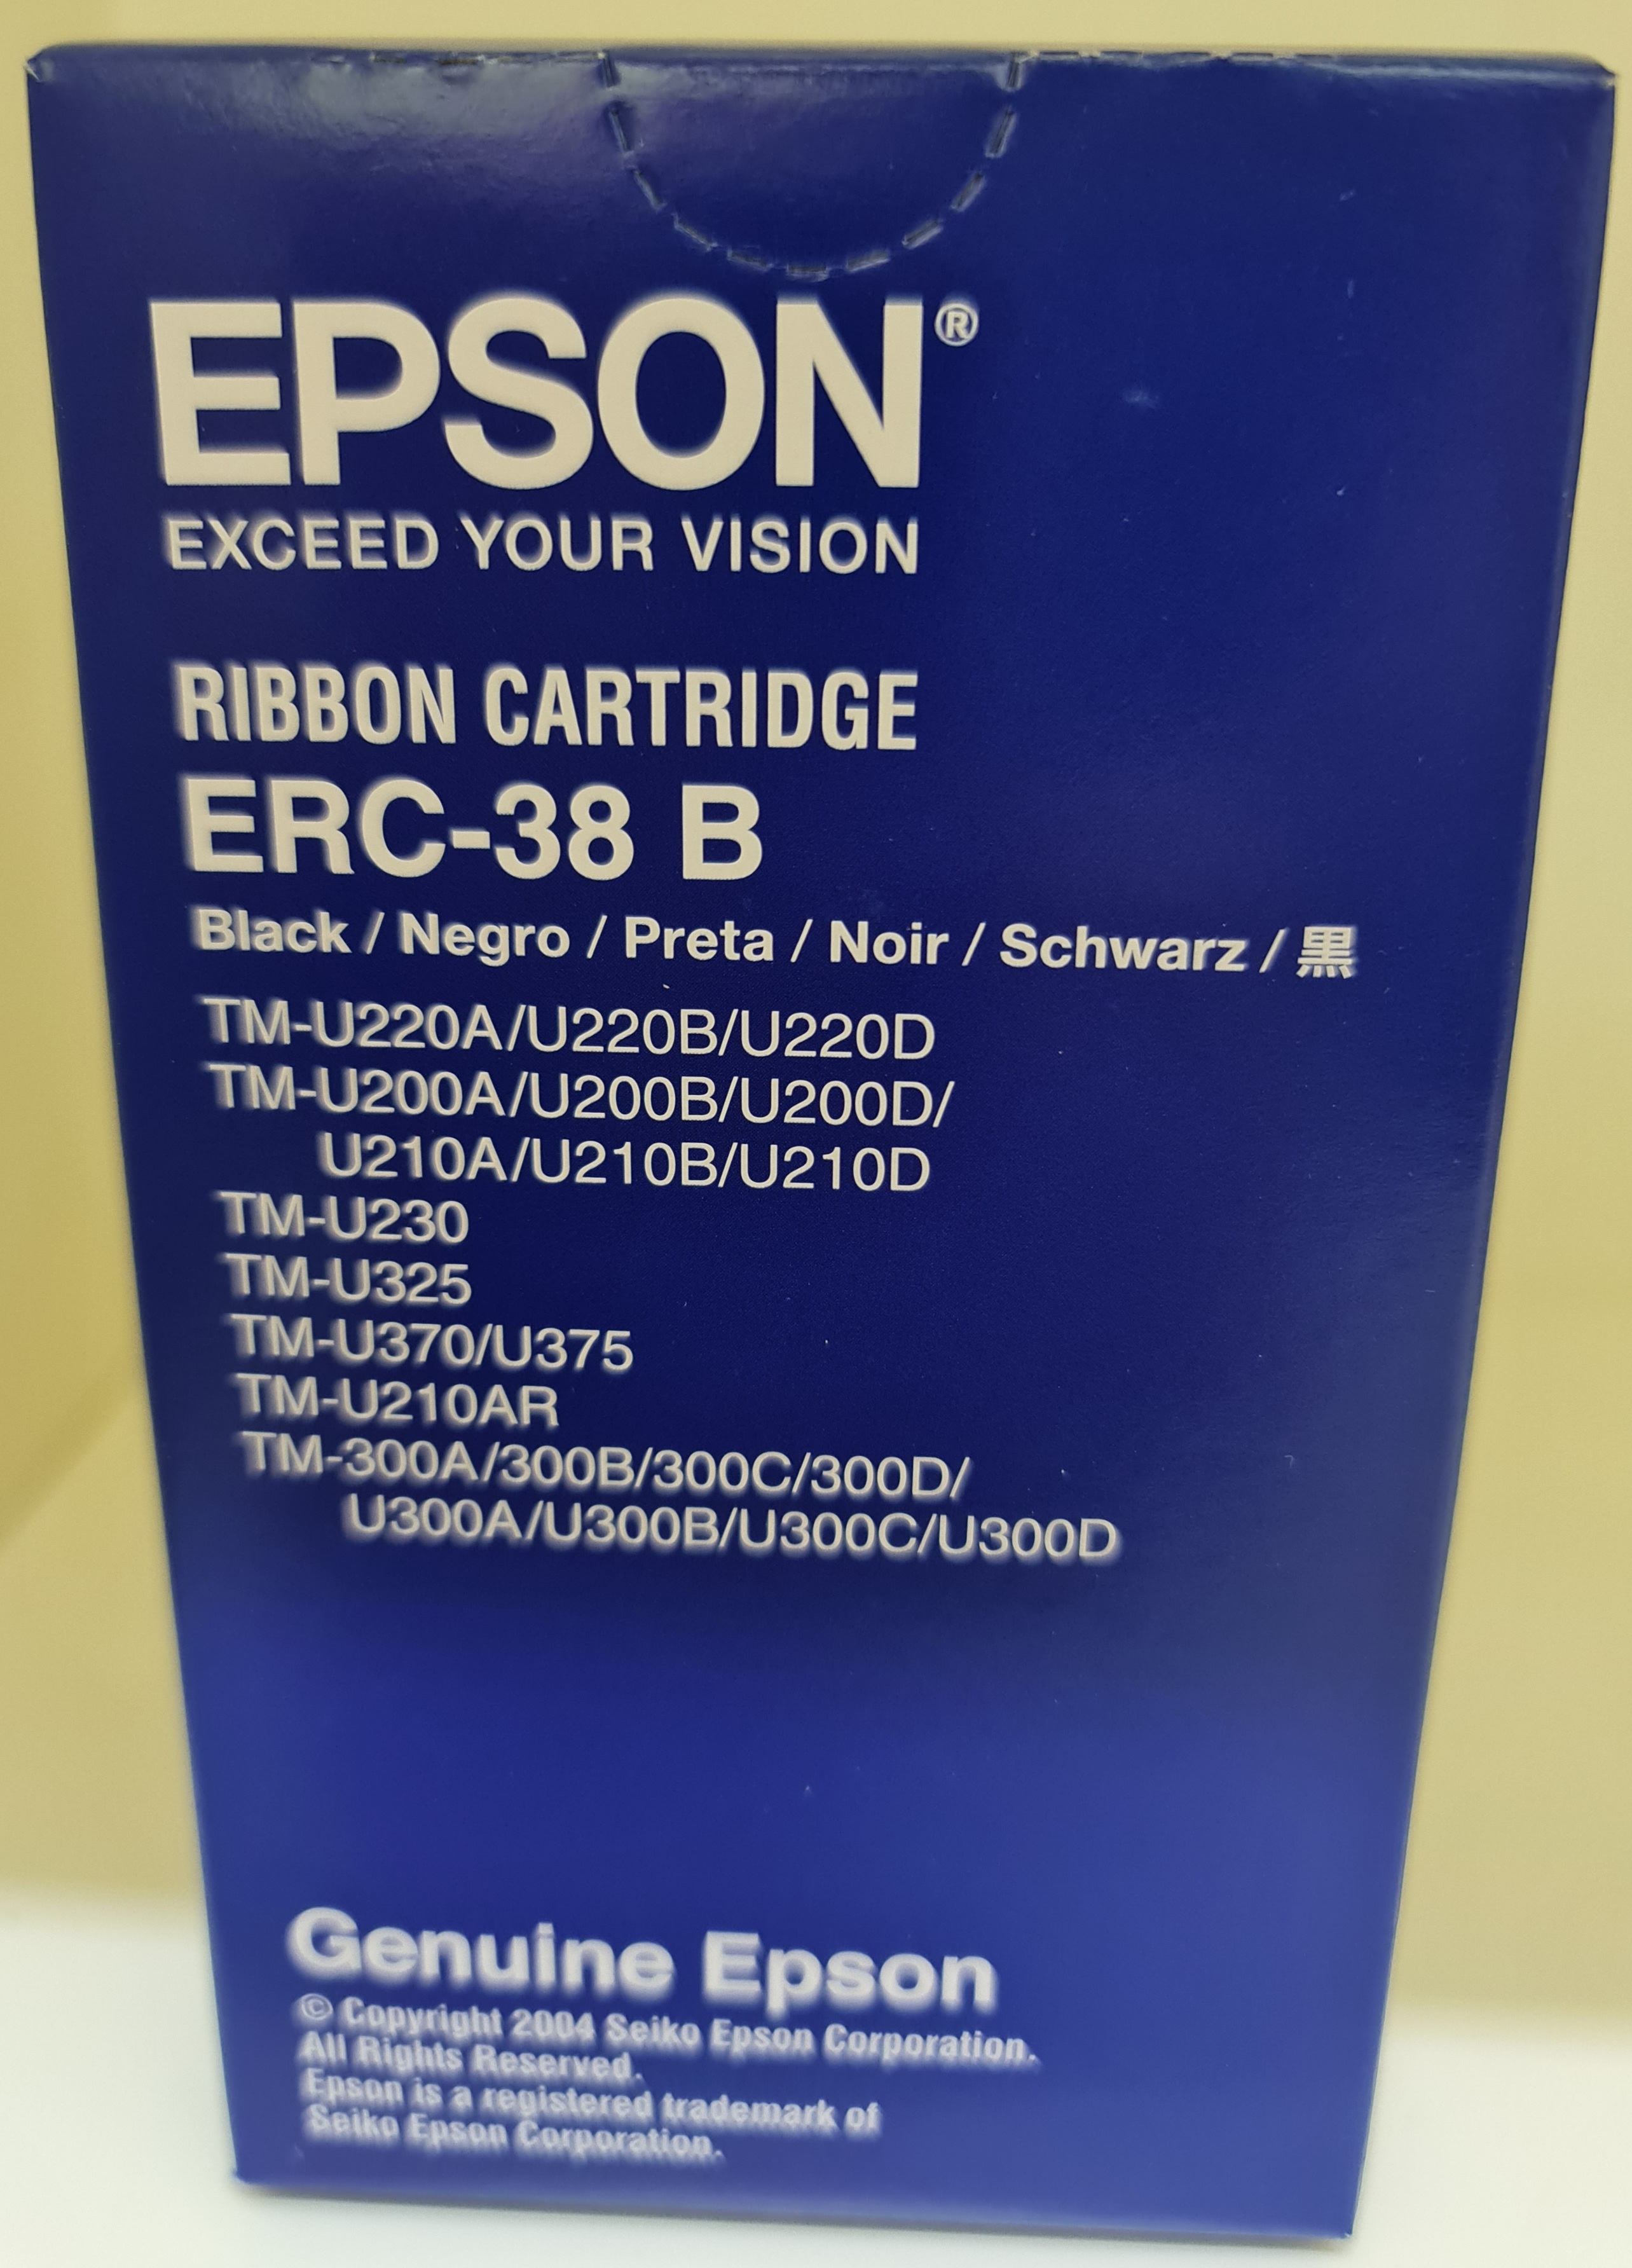 EPSON®
EXCEED YOUR VISION
RIBBON CARTRIDGE
ERC-38 B
Black / Negro / Preta / Noir / Schwarz / 黒
TM-U220A/U220B/U220D
TM-U200A/U200B/U200D/
U210A/U210B/U210D
TM-U230
TM-U325
TM-U370/U375
TM-U210AR
TM-300A/300B/300C/300D/
U300A/U300B/U300C/U300D
Genuine Epson
© Copyright 2004 Seiko Epson Corporation.
All Rights Reserved.
Epson is a registered trademark of
Seiko Epson Corporation.